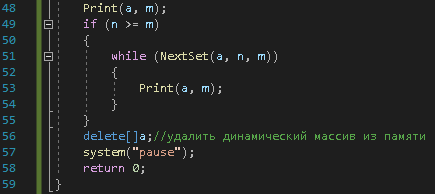 48 Print(a, m);
49 if (n >= m)
50 {
51 while (NextSet(a, n, m))
52 {
53 Print(a, m);
54 }
55 }
56 delete[]a;//удалить динамический массив из памяти
57 system("pause");
58 return 0;
59 }